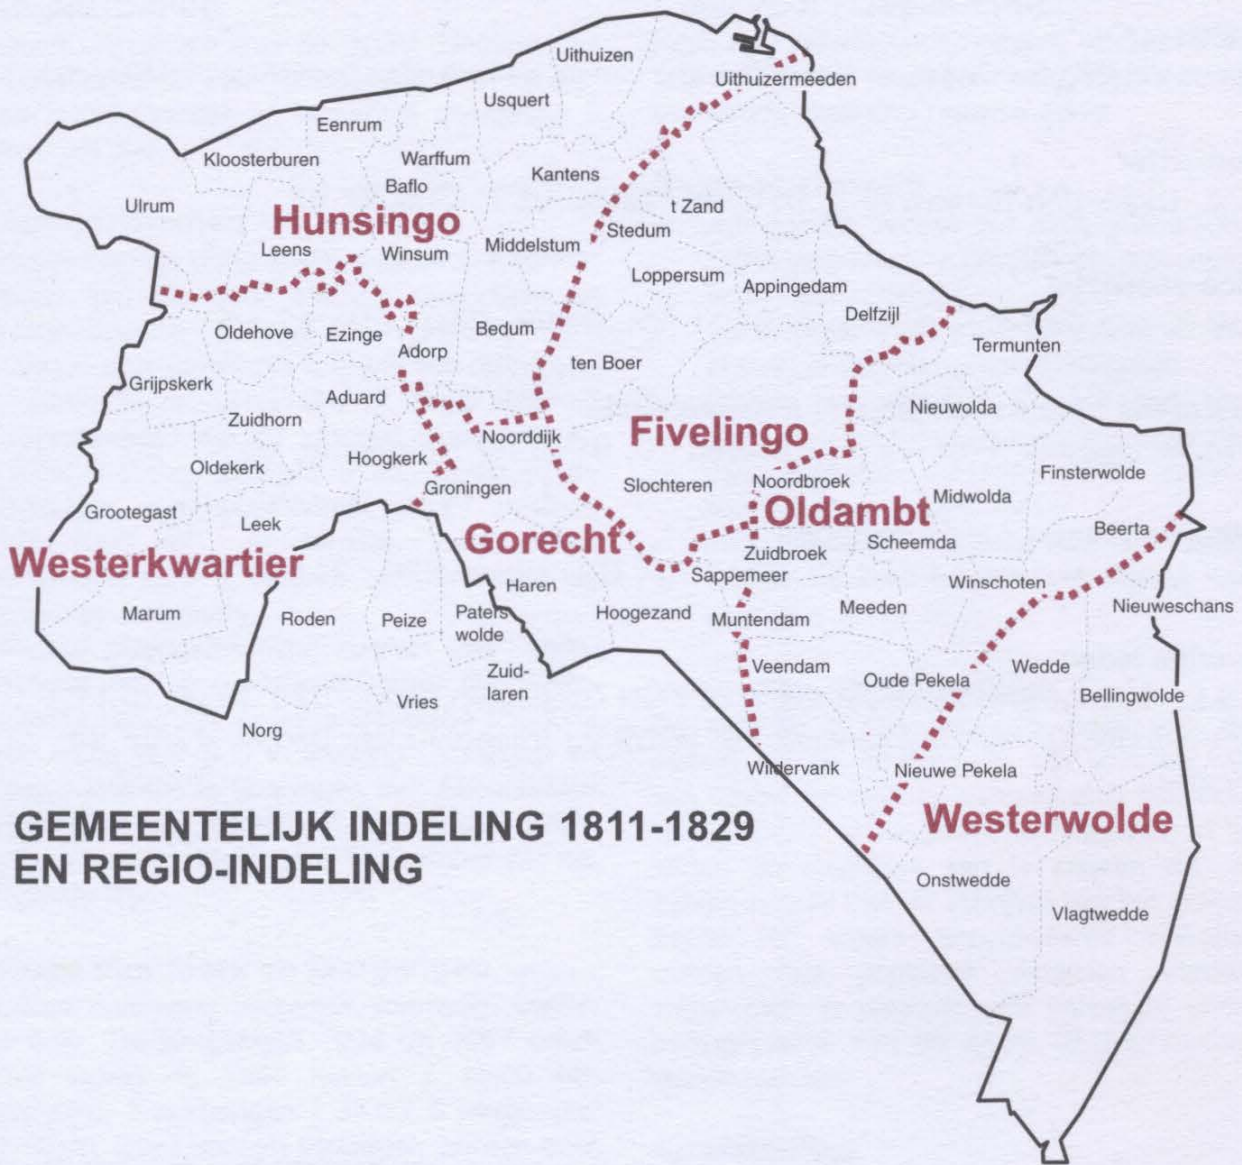 Uithuizen
Uithuizermeeden
Usquert
Eenrum
Kloosterburen
Warffum
Baflo
Kantens
Ulrum
t Zand
Hunsingo
Stedum
Leens
Winsum
Middelstum
Loppersum
Appingedam
Delfzijl
Oldehove
Ezinge
Bedum
Termunten
Adorp
ten Boer
Grijpskerk
Aduard
Nieuwolda
Zuidhorn
Fivelingo
Noorddijk
Hoogkerk
Oldekerk
Finsterwolde
Groningen
Slochteren
Noordbroek
Midwolda
Grootegast
Leek
Oldambt
Beerta
Gorecht
Scheemda
Westerkwartier
Zuidbroek
Sappemeer
Winschoten
Haren
Nieuweschans
Marum
Roden
Peize
Paters
wolde
Hoogezand
Muntendam
Meeden
Veendam
Wedde
Zuid-
laren
Oude Pekela
Bellingwolde
Vries
Norg
Wildervank
Nieuwe Pekela
Westerwolde
GEMEENTELIJK INDELING 1811-1829
EN REGIO-INDELING
Onstwedde
Vlagtwedde